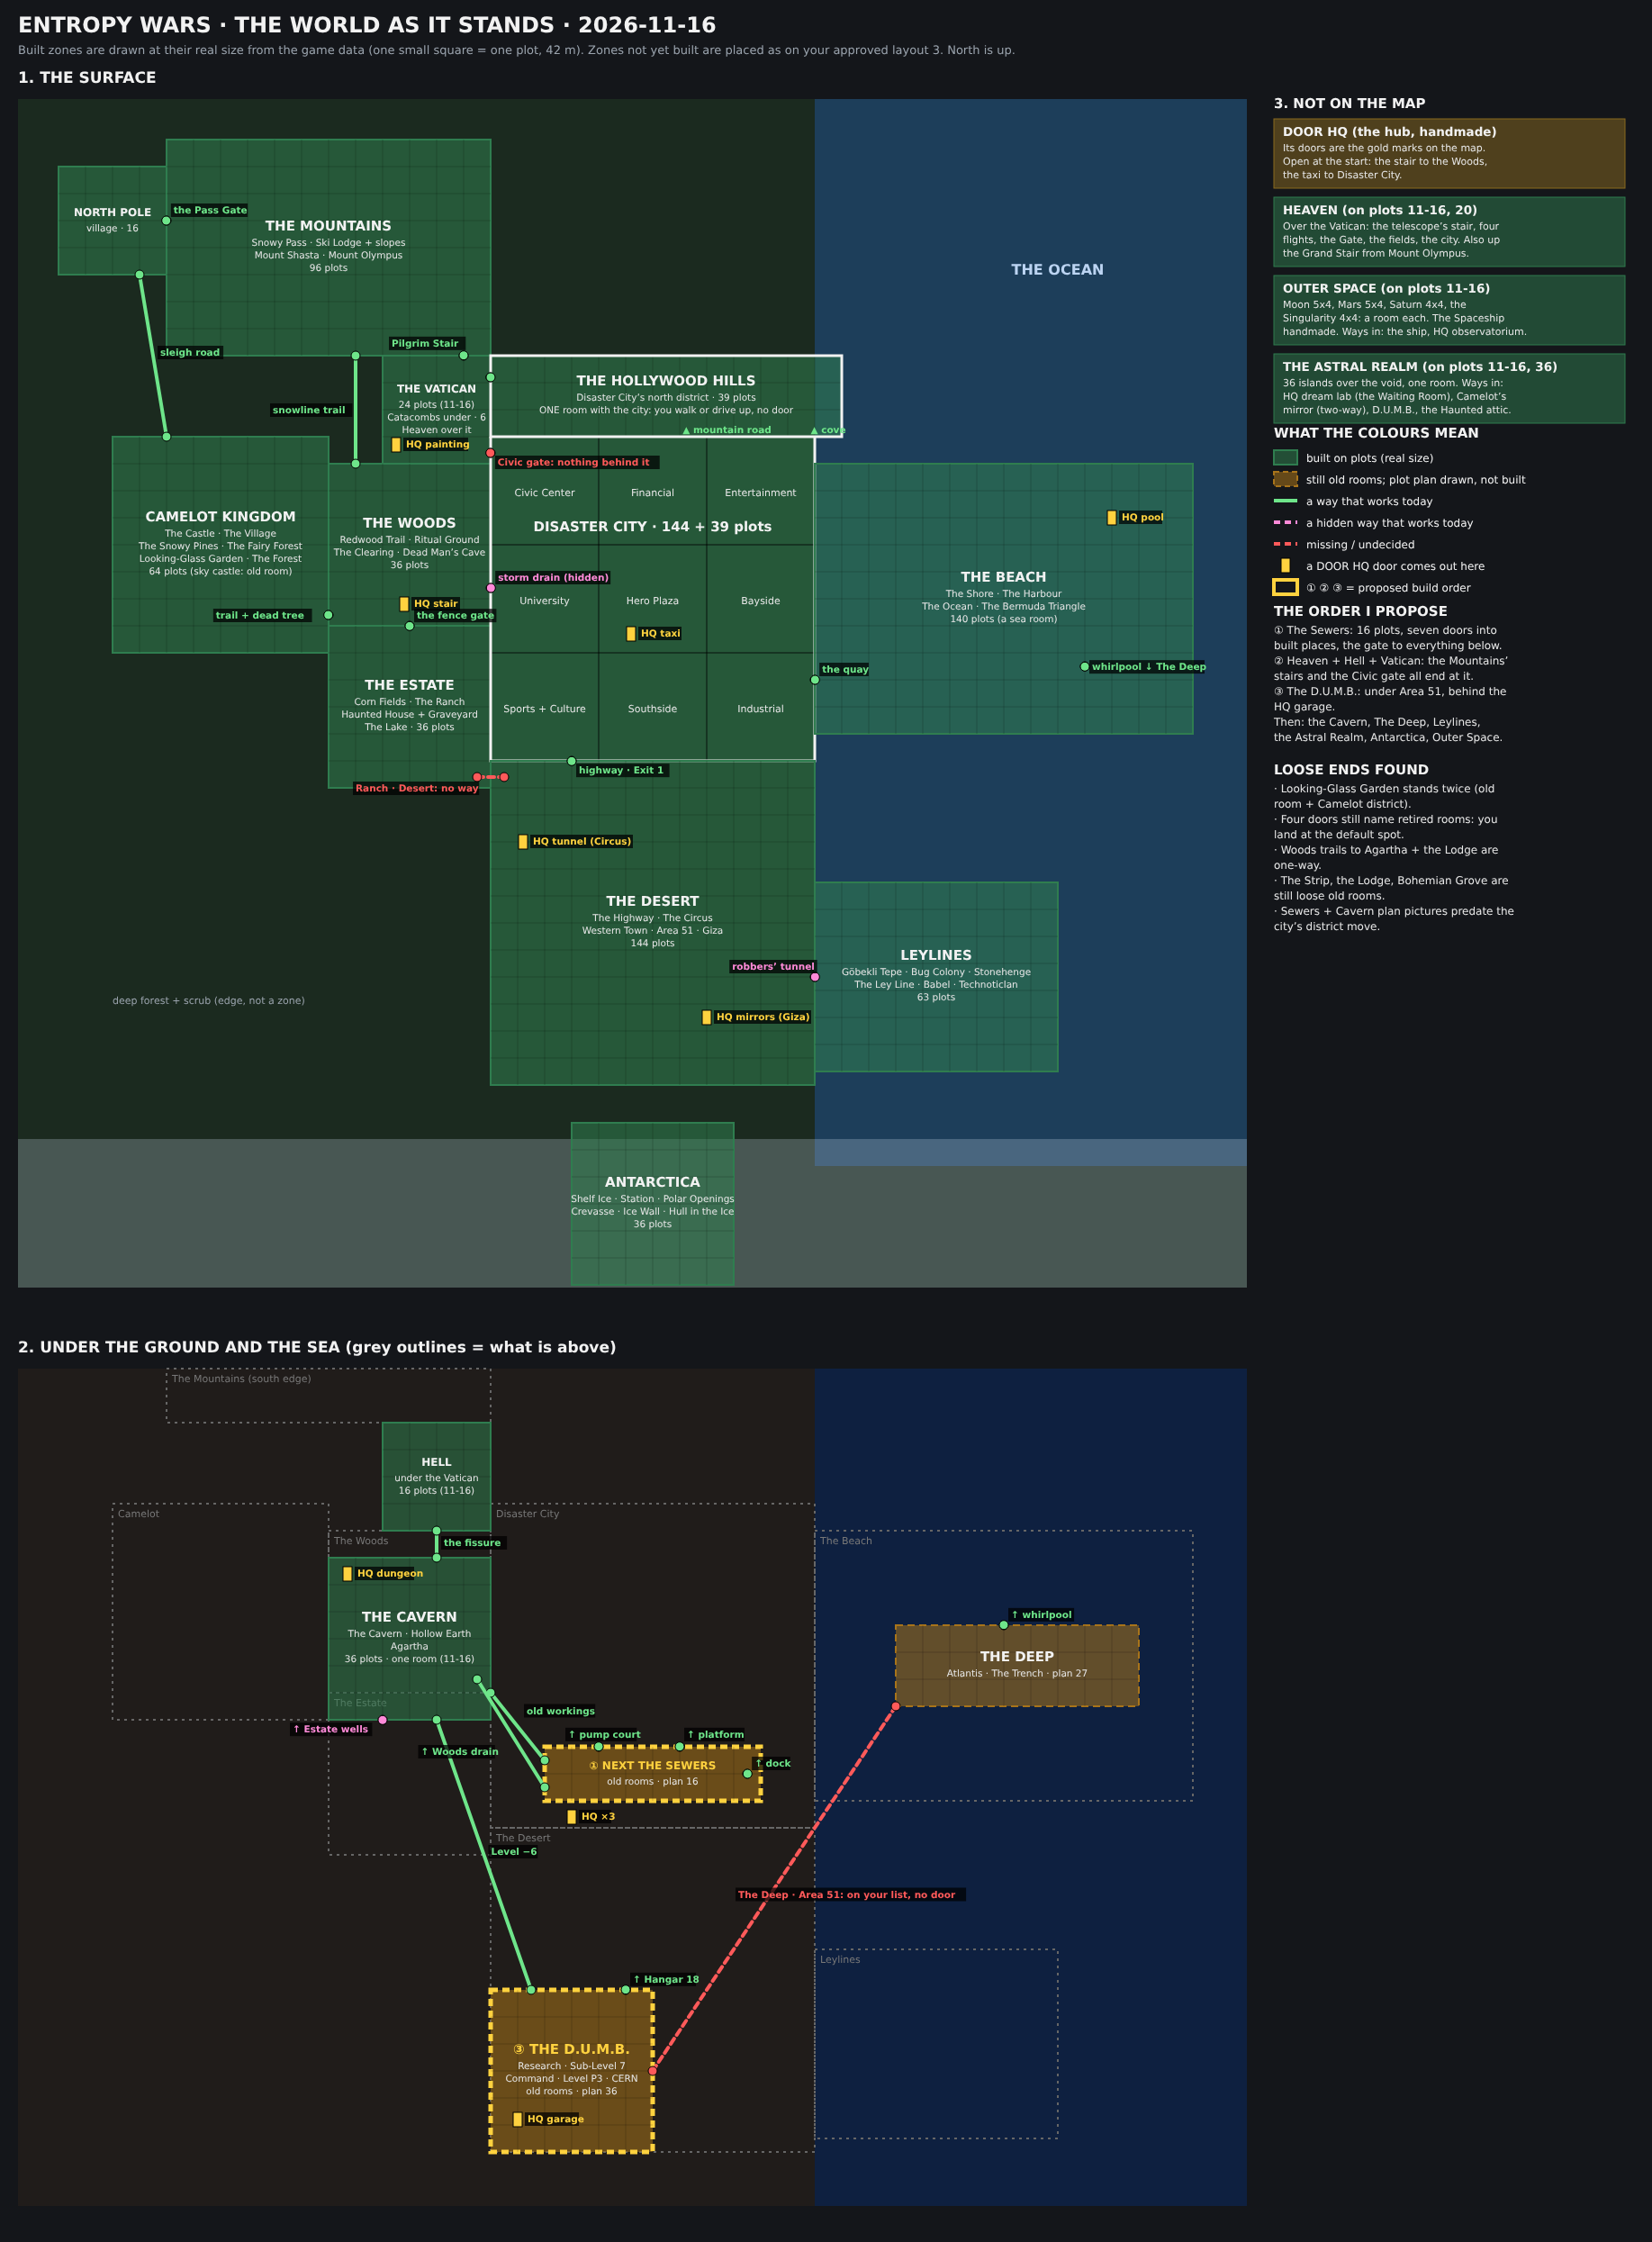 ENTROPY WARS · THE WORLD AS IT STANDS · 2026-11-16
Built zones are drawn at their real size from the game data (one small square = one plot, 42 m). Zones not yet built are placed as on your approved layout 3. North is up.
1. THE SURFACE
NORTH POLE
village · 16
the Pass Gate
THE MOUNTAINS
Snowy Pass · Ski Lodge + slopes
Mount Shasta · Mount Olympus
96 plots
THE OCEAN
sleigh road
Pilgrim Stair
snowline trail
THE VATICAN
24 plots (11-16)
Catacombs under · 6
Heaven over it
HQ painting
THE HOLLYWOOD HILLS
Disaster City's north district · 39 plots
ONE room with the city: you walk or drive up, no door
▲ mountain road
▲ cove
Civic gate: nothing behind it
Civic Center
Financial
Entertainment
DISASTER CITY · 144 + 39 plots
CAMELOT KINGDOM
The Castle · The Village
The Snowy Pines · The Fairy Forest
Looking-Glass Garden · The Forest
64 plots (sky castle: old room)
THE WOODS
Redwood Trail · Ritual Ground
The Clearing · Dead Man's Cave
36 plots
HQ stair
storm drain (hidden)
University
Hero Plaza
Bayside
HQ taxi
HQ pool
THE BEACH
The Shore · The Harbour
The Ocean · The Bermuda Triangle
140 plots (a sea room)
trail + dead tree
the fence gate
the quay
whirlpool ↓ The Deep
THE ESTATE
Corn Fields · The Ranch
Haunted House + Graveyard
The Lake · 36 plots
Sports + Culture
Southside
Industrial
highway · Exit 1
Ranch · Desert: no way
HQ tunnel (Circus)
THE DESERT
The Highway · The Circus
Western Town · Area 51 · Giza
144 plots
robbers' tunnel
HQ mirrors (Giza)
LEYLINES
Göbekli Tepe · Bug Colony · Stonehenge
The Ley Line · Babel · Technoticlan
63 plots
deep forest + scrub (edge, not a zone)
ANTARCTICA
Shelf Ice · Station · Polar Openings
Crevasse · Ice Wall · Hull in the Ice
36 plots
3. NOT ON THE MAP
DOOR HQ (the hub, handmade)
Its doors are the gold marks on the map.
Open at the start: the stair to the Woods,
the taxi to Disaster City.
HEAVEN (on plots 11-16, 20)
Over the Vatican: the telescope's stair, four
flights, the Gate, the fields, the city. Also up
the Grand Stair from Mount Olympus.
OUTER SPACE (on plots 11-16)
Moon 5x4, Mars 5x4, Saturn 4x4, the
Singularity 4x4: a room each. The Spaceship
handmade. Ways in: the ship, HQ observatorium.
THE ASTRAL REALM (on plots 11-16, 36)
36 islands over the void, one room. Ways in:
HQ dream lab (the Waiting Room), Camelot's
mirror (two-way), D.U.M.B., the Haunted attic.
WHAT THE COLOURS MEAN
built on plots (real size)
still old rooms; plot plan drawn, not built
a way that works today
a hidden way that works today
missing / undecided
a DOOR HQ door comes out here
① ② ③ = proposed build order
THE ORDER I PROPOSE
① The Sewers: 16 plots, seven doors into
built places, the gate to everything below.
② Heaven + Hell + Vatican: the Mountains'
stairs and the Civic gate all end at it.
③ The D.U.M.B.: under Area 51, behind the
HQ garage.
Then: the Cavern, The Deep, Leylines,
the Astral Realm, Antarctica, Outer Space.
LOOSE ENDS FOUND
· Looking-Glass Garden stands twice (old
room + Camelot district).
· Four doors still name retired rooms: you
land at the default spot.
· Woods trails to Agartha + the Lodge are
one-way.
· The Strip, the Lodge, Bohemian Grove are
still loose old rooms.
· Sewers + Cavern plan pictures predate the
city's district move.
2. UNDER THE GROUND AND THE SEA (grey outlines = what is above)
The Mountains (south edge)
HELL
under the Vatican
16 plots (11-16)
Camelot
Disaster City
The Woods
the fissure
The Beach
HQ dungeon
THE CAVERN
The Cavern · Hollow Earth
Agartha
36 plots · one room (11-16)
The Estate
↑ Estate wells
old workings
↑ Woods drain
↑ pump court
↑ platform
① NEXT THE SEWERS
old rooms · plan 16
↑ dock
HQ ×3
↑ whirlpool
THE DEEP
Atlantis · The Trench · plan 27
The Desert
Level −6
The Deep · Area 51: on your list, no door
Leylines
↑ Hangar 18
③ THE D.U.M.B.
Research · Sub-Level 7
Command · Level P3 · CERN
old rooms · plan 36
HQ garage